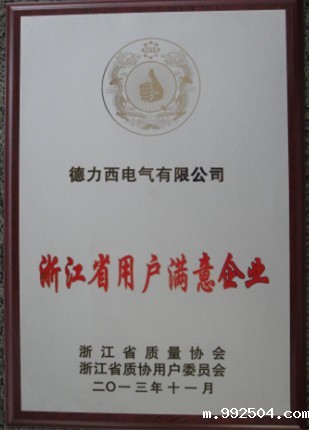 德力西电气有限公司
浙江省用户满意企业
浙江省质量协会
浙江省质协用户委员会
二〇一三年十一月
m.992504.com